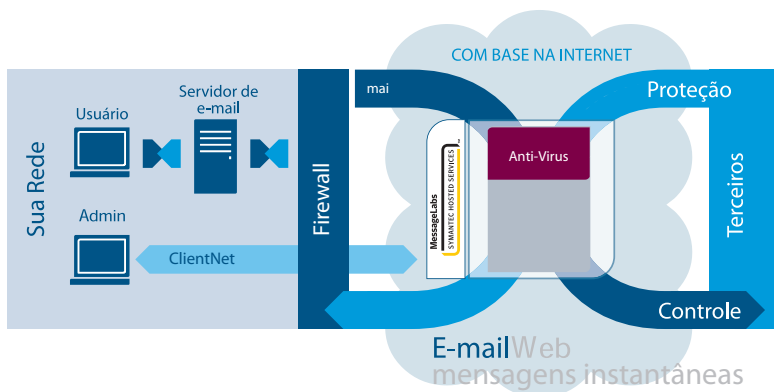 COM BASE NA INTERNET
Sua Rede
Usuário
Servidor de
e-mail
Admin
ClientNet
Firewall
mai
MessageLabs
SYMANTEC HOSTED SERVICES
Anti-Virus
Proteção
Terceiros
Controle
E-mailWeb
mensagens instantâneas